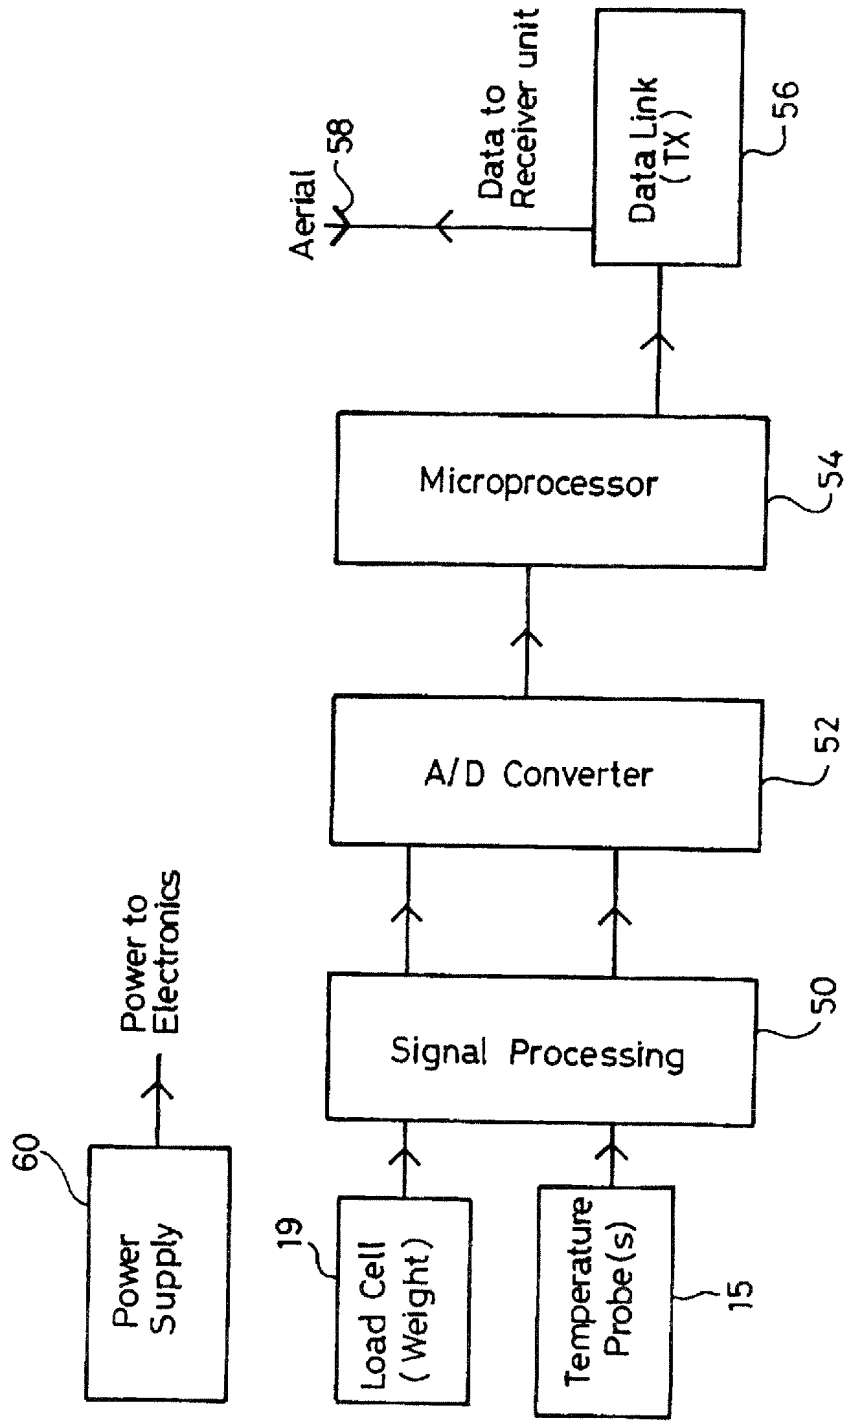 60
Power
Supply
Power to
Electronics
19
Load Cell
(Weight)
Temperature
Probe(s)
15
Signal Processing
50
A/D Converter
52
Microprocessor
54
Aerial
58
Data to
Receiver unit
Data Link
(TX)
56